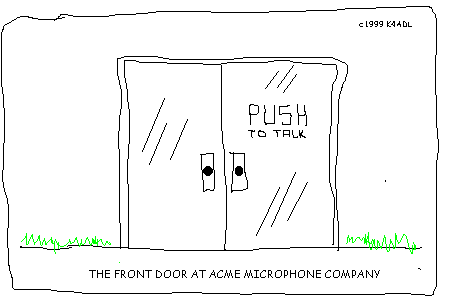 c1999 K4ADL
PUSH
TO TALK
THE FRONT DOOR AT ACME MICROPHONE COMPANY